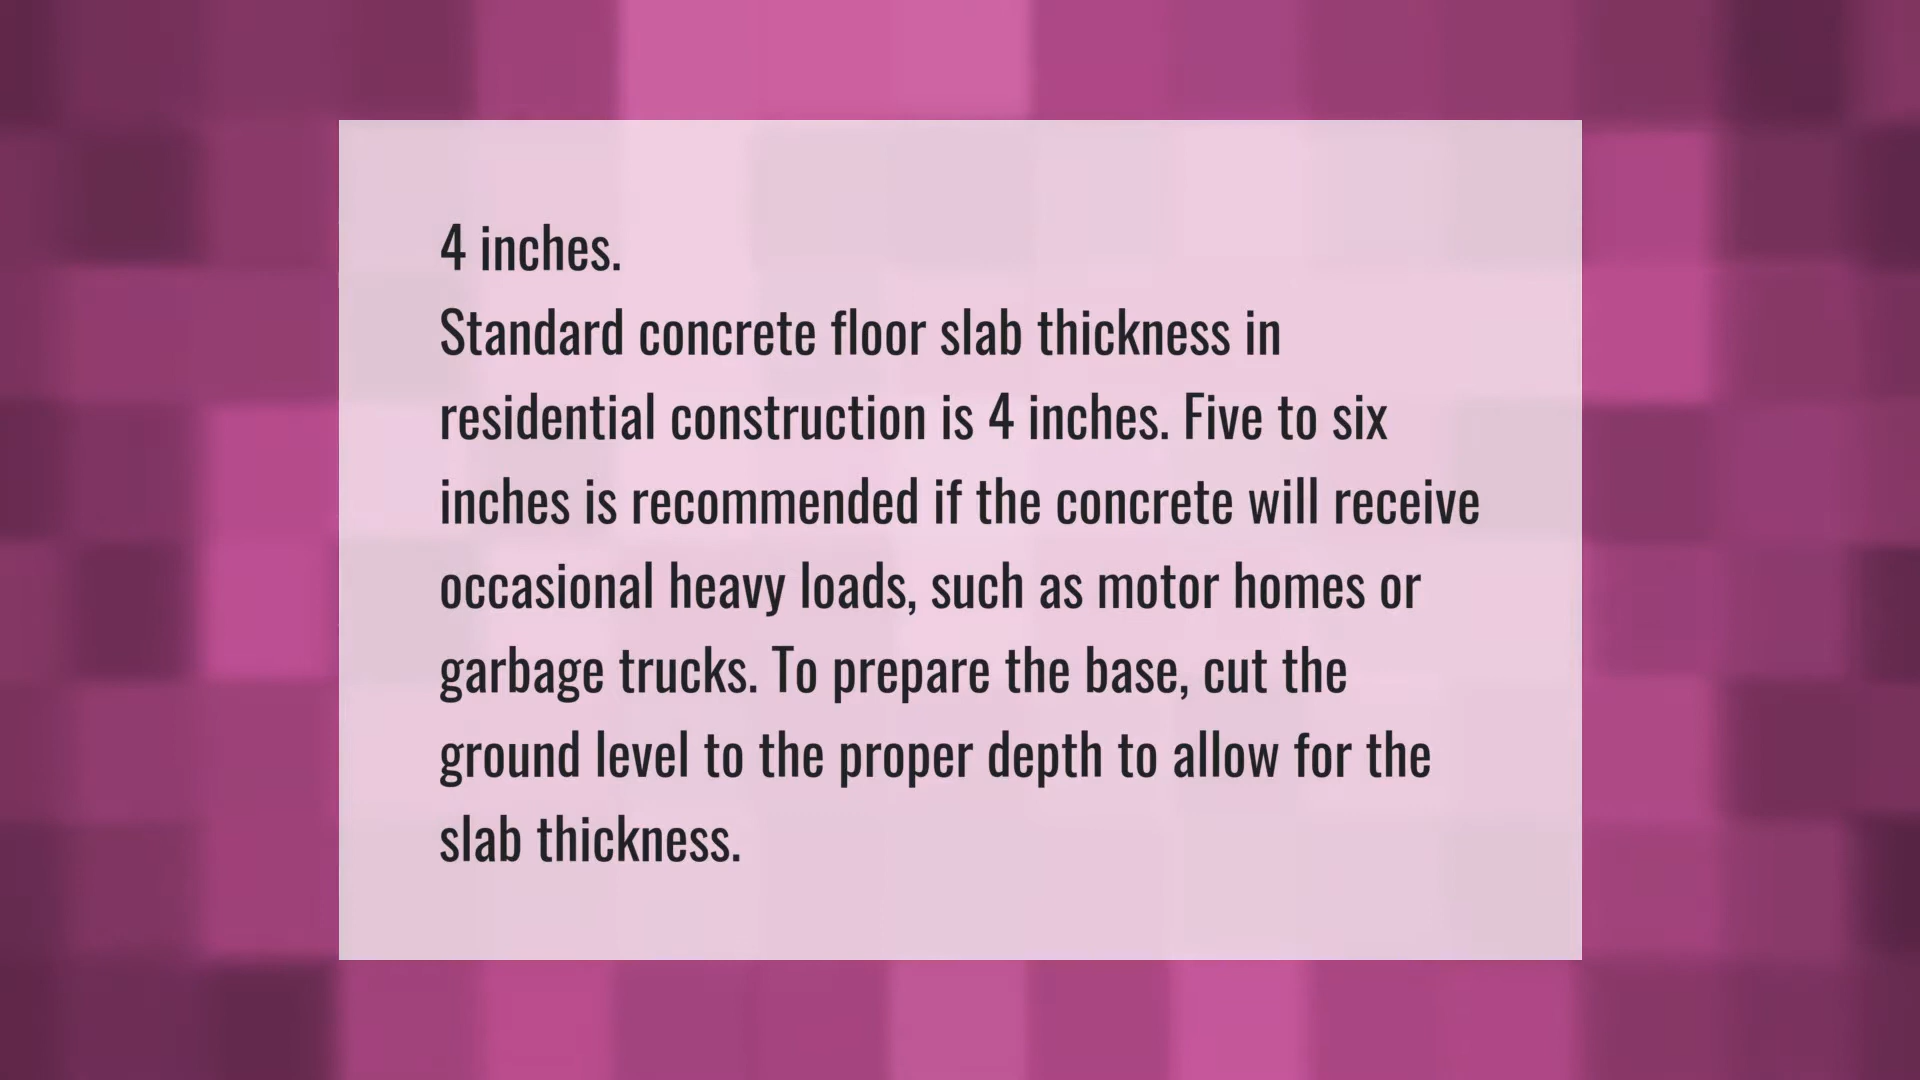 4 inches.
Standard concrete floor slab thickness in
residential construction is 4 inches. Five to six
inches is recommended if the concrete will receive
occasional heavy loads, such as motor homes or
garbage trucks. To prepare the base, cut the
ground level to the proper depth to allow for the
slab thickness.